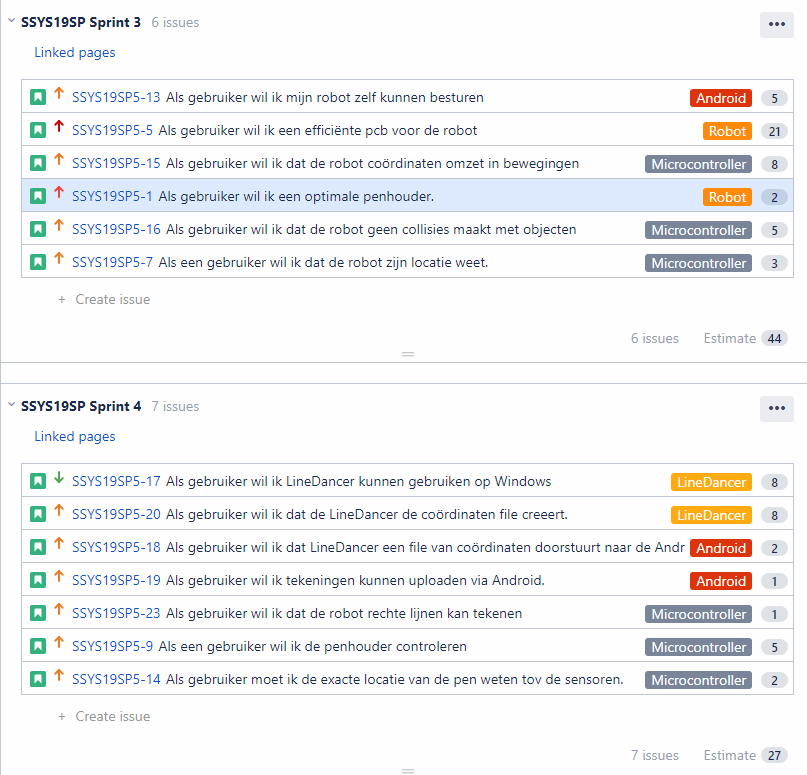 SSYS19SP Sprint 3 6 issues
Linked pages
SSYS19SP5-13 Als gebruiker wil ik mijn robot zelf kunnen besturen Android 5
SSYS19SP5-5 Als gebruiker wil ik een efficiënte pcb voor de robot Robot 21
SSYS19SP5-15 Als gebruiker wil ik dat de robot coördinaten omzet in bewegingen Microcontroller 8
SSYS19SP5-1 Als gebruiker wil ik een optimale penhouder. Robot 2
SSYS19SP5-16 Als gebruiker wil ik dat de robot geen collisies maakt met objecten Microcontroller 5
SSYS19SP5-7 Als een gebruiker wil ik dat de robot zijn locatie weet. Microcontroller 3
+ Create issue
6 issues Estimate 44
SSYS19SP Sprint 4 7 issues
Linked pages
SSYS19SP5-17 Als gebruiker wil ik LineDancer kunnen gebruiken op Windows LineDancer 8
SSYS19SP5-20 Als gebruiker wil ik dat de LineDancer de coördinaten file creeert. LineDancer 8
SSYS19SP5-18 Als gebruiker wil ik dat LineDancer een file van coördinaten doorstuurt naar de Andr Android 2
SSYS19SP5-19 Als gebruiker wil ik tekeningen kunnen uploaden via Android. Android 1
SSYS19SP5-23 Als gebruiker wil ik dat de robot rechte lijnen kan tekenen Microcontroller 1
SSYS19SP5-9 Als een gebruiker wil ik de penhouder controleren Microcontroller 5
SSYS19SP5-14 Als gebruiker moet ik de exacte locatie van de pen weten tov de sensoren. Microcontroller 2
+ Create issue
7 issues Estimate 27